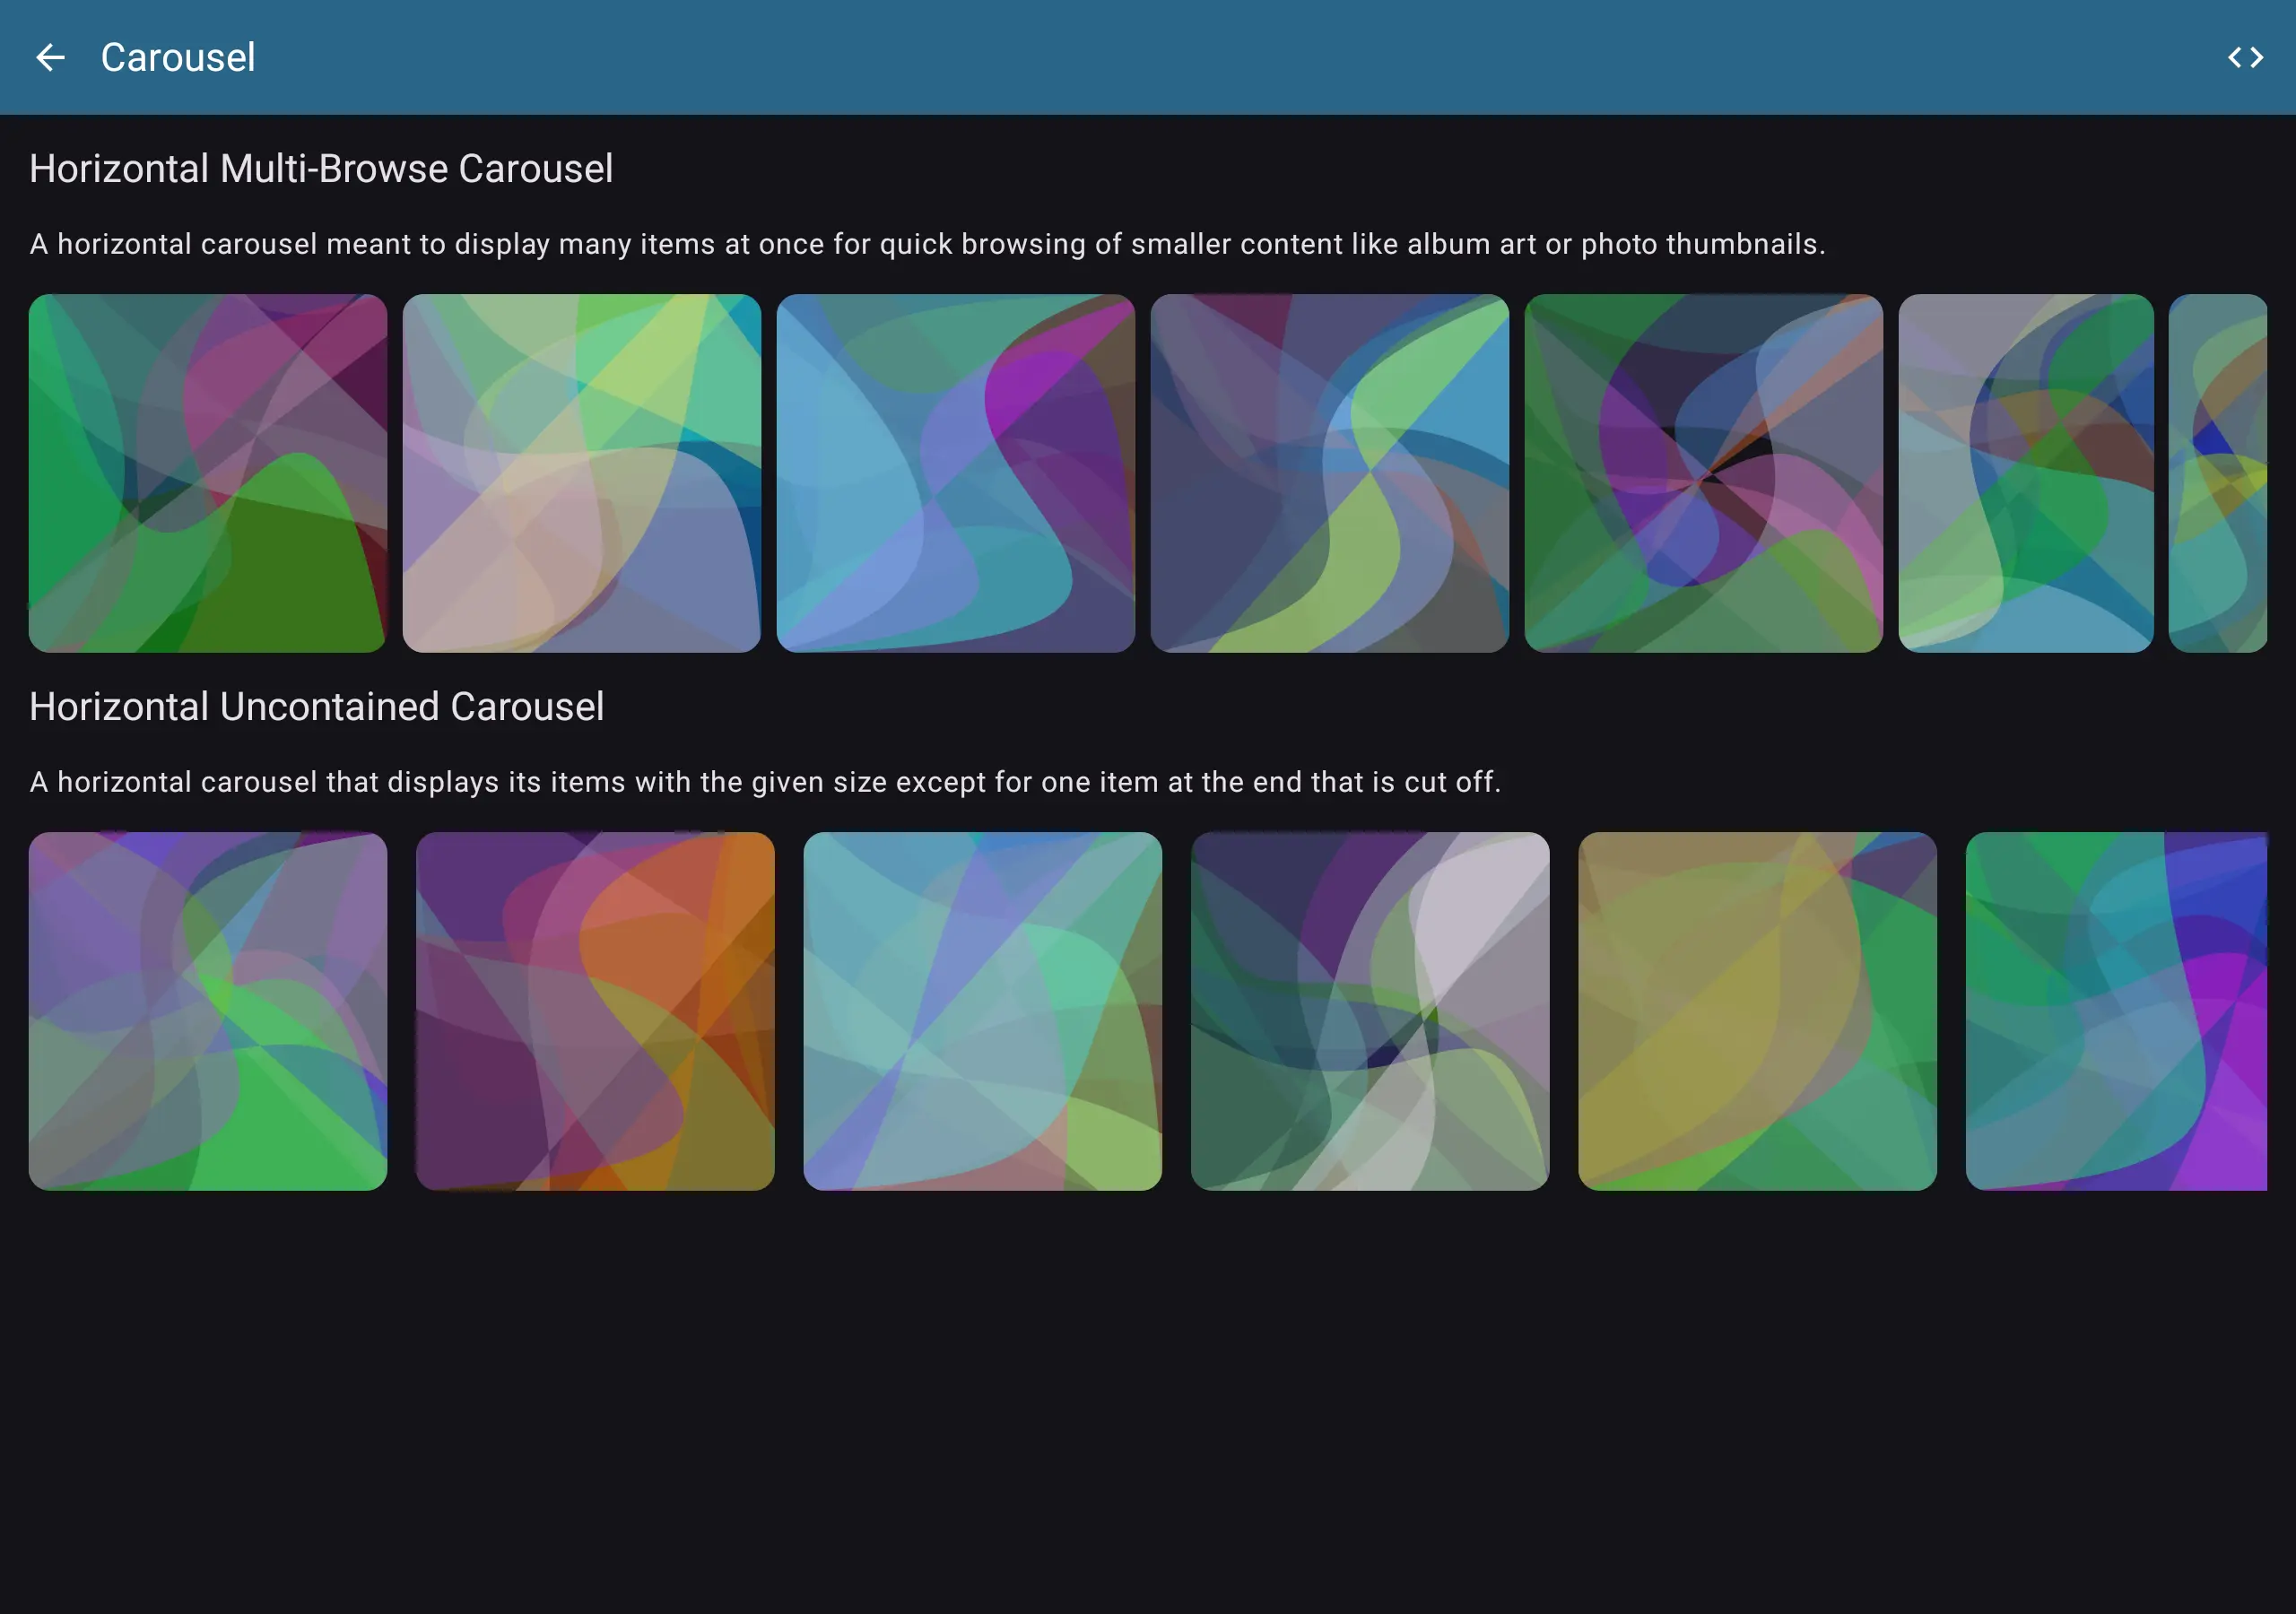 Carousel
Horizontal Multi-Browse Carousel
A horizontal carousel meant to display many items at once for quick browsing of smaller content like album art or photo thumbnails.
Horizontal Uncontained Carousel
A horizontal carousel that displays its items with the given size except for one item at the end that is cut off.